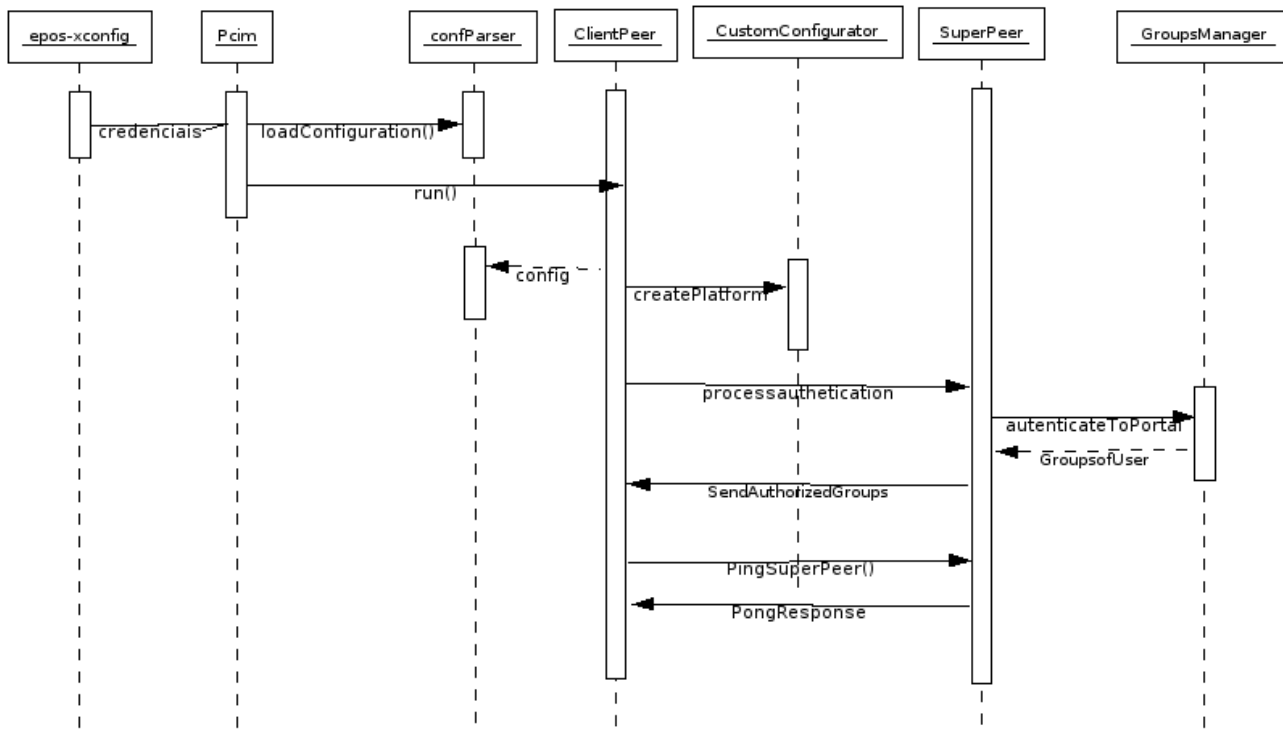 epos-xconfig
Pcim
confParser
ClientPeer
CustomConfigurator
SuperPeer
GroupsManager
credenciais
loadConfiguration()
run()
config
createPlatform
processauthetication
autenticateToPortal
GroupsofUser
SendAuthorizedGroups
PingSuperPeer()
PongResponse